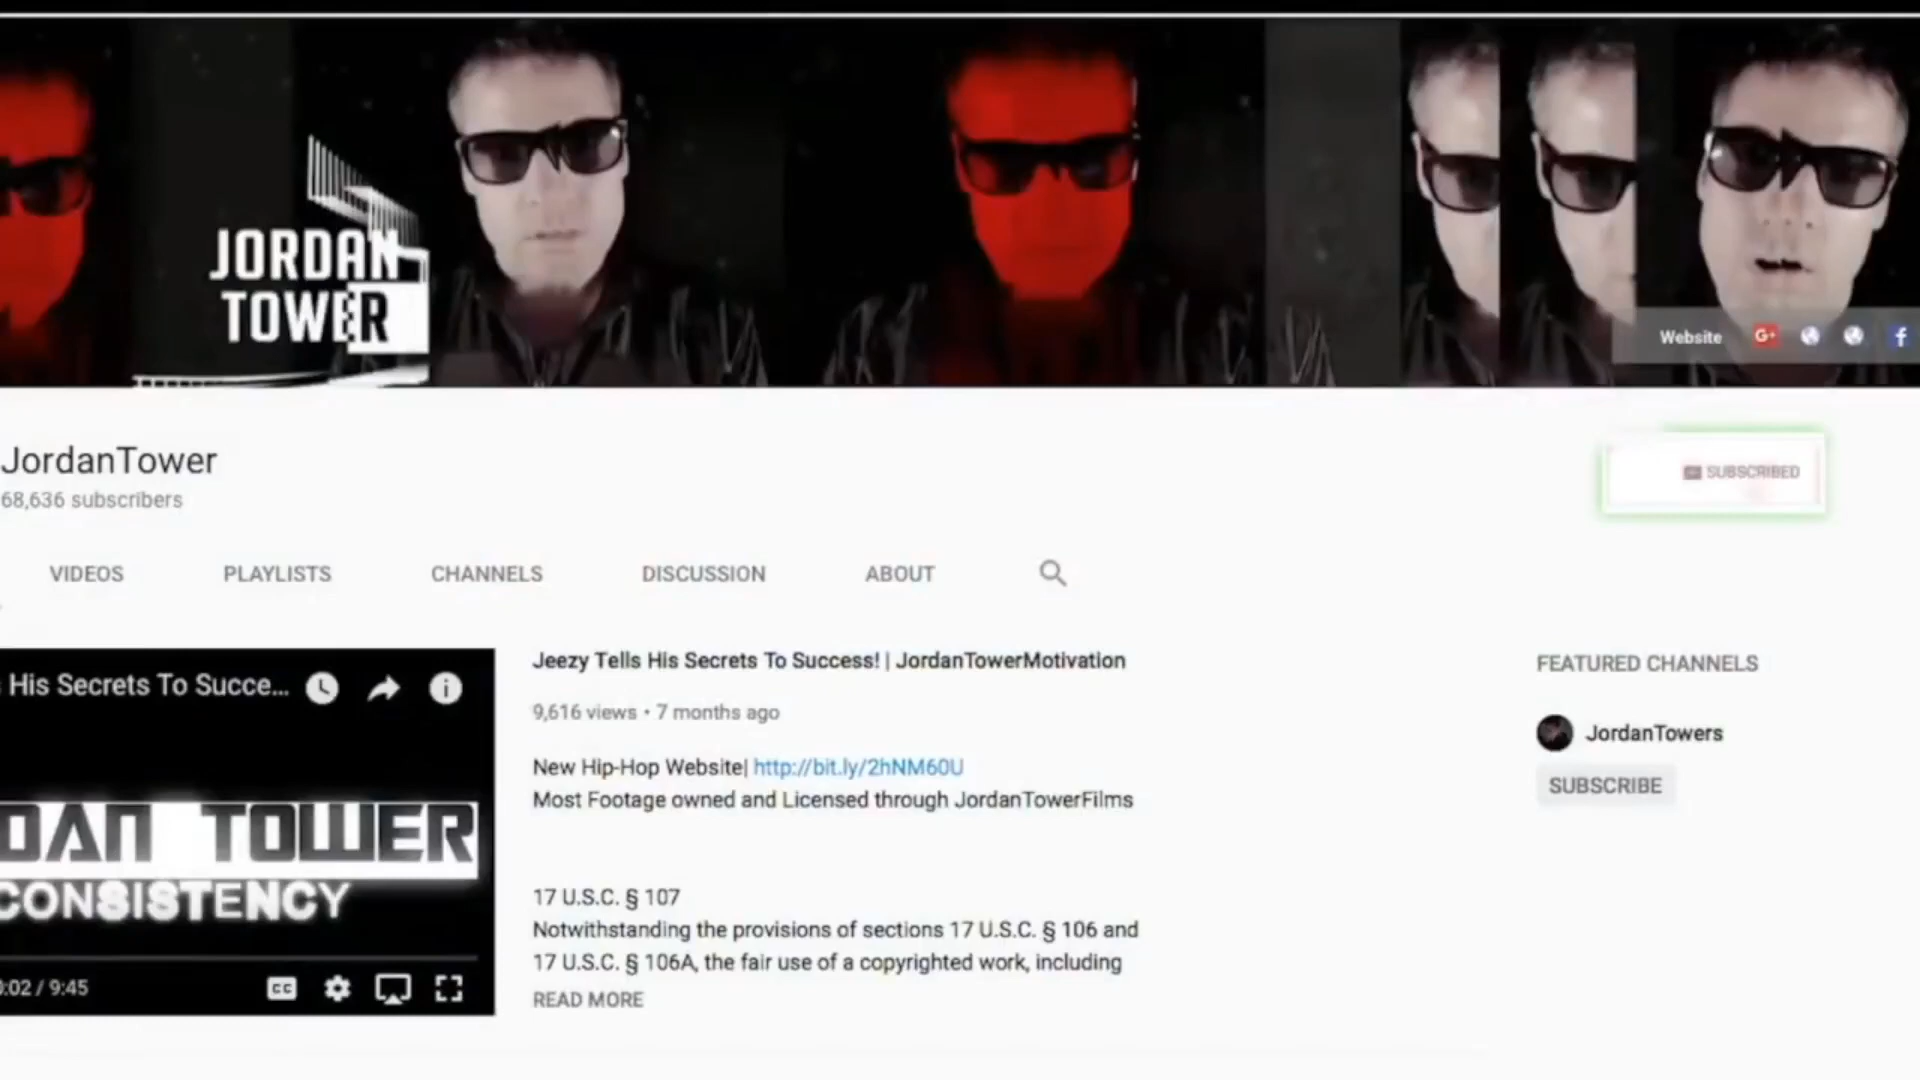 JORDAN
TOWER
Website
G+
f
JordanTower
68,636 subscribers
SUBSCRIBED
VIDEOS
PLAYLISTS
CHANNELS
DISCUSSION
ABOUT
His Secrets To Succe...
DAN TOWER
CONSISTENCY
:02 / 9:45
CC
Jeezy Tells His Secrets To Success! | JordanTowerMotivation
9,616 views • 7 months ago
New Hip-Hop Website| http://bit.ly/2hNM60U
Most Footage owned and Licensed through JordanTowerFilms
17 U.S.C. § 107
Notwithstanding the provisions of sections 17 U.S.C. § 106 and
17 U.S.C. § 106A, the fair use of a copyrighted work, including
READ MORE
FEATURED CHANNELS
JordanTowers
SUBSCRIBE